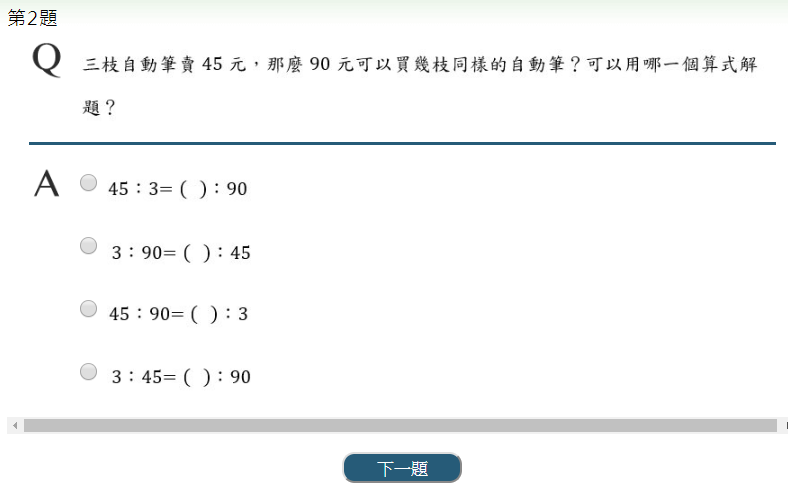 第2題
Q 三枝自動筆賣 45 元，那麼 90 元可以買幾枝同樣的自動筆？可以用哪一個算式解
題？
A 45：3=( )：90
3：90=( )：45
45：90=( )：3
3：45=( )：90
下一題